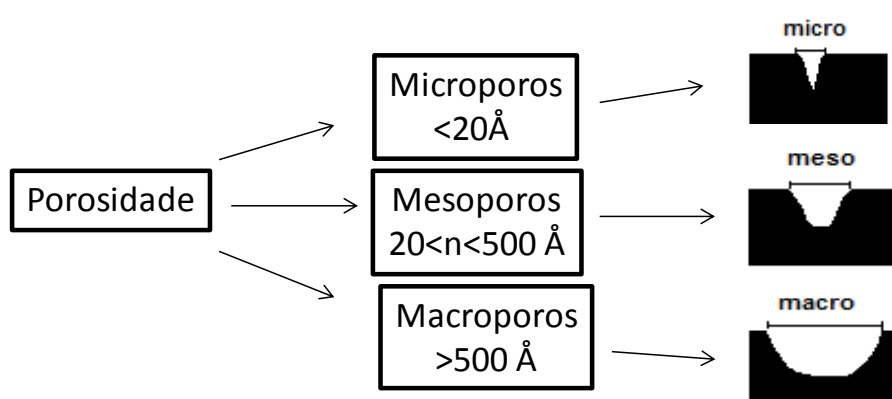 Porosidade
Microporos
<20Å
Mesoporos
20<n<500 Å
Macroporos
>500 Å
micro
meso
macro